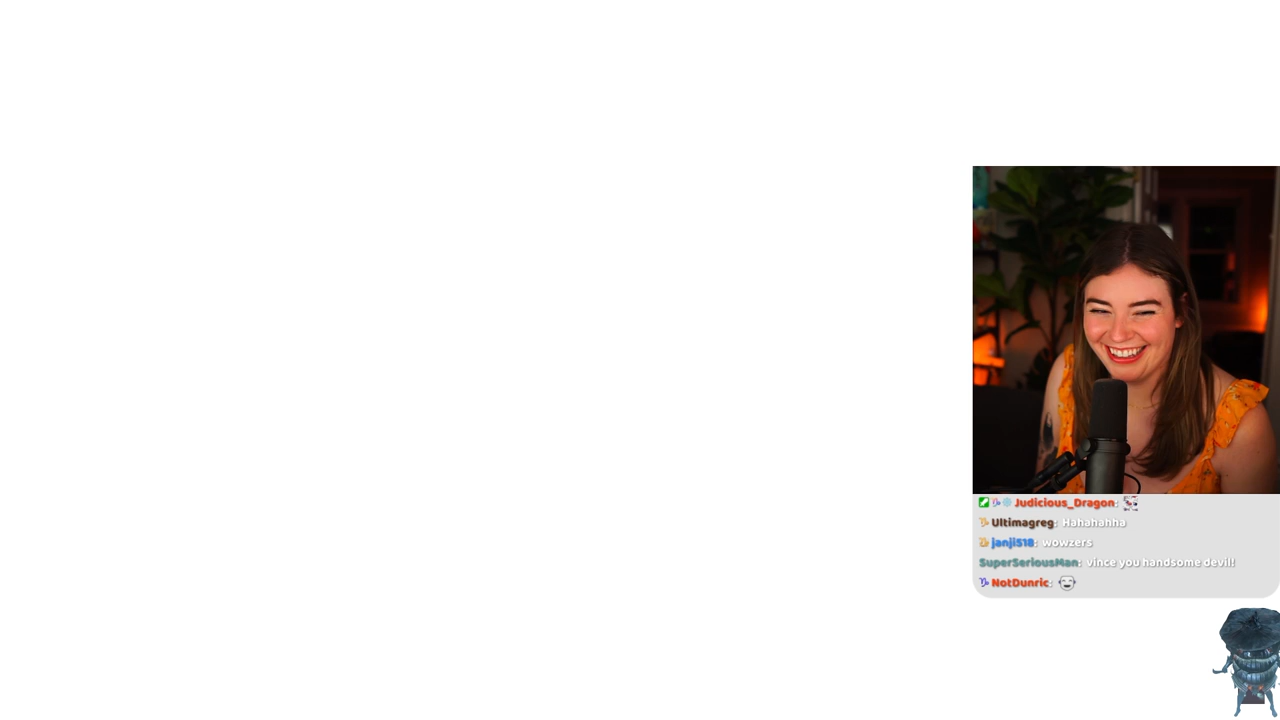 Judicious_Dragon:
Ultimagreg: Hahahahha
janji518: wowzers
SuperSeriousMan: vince you handsome devil!
NotDunric: